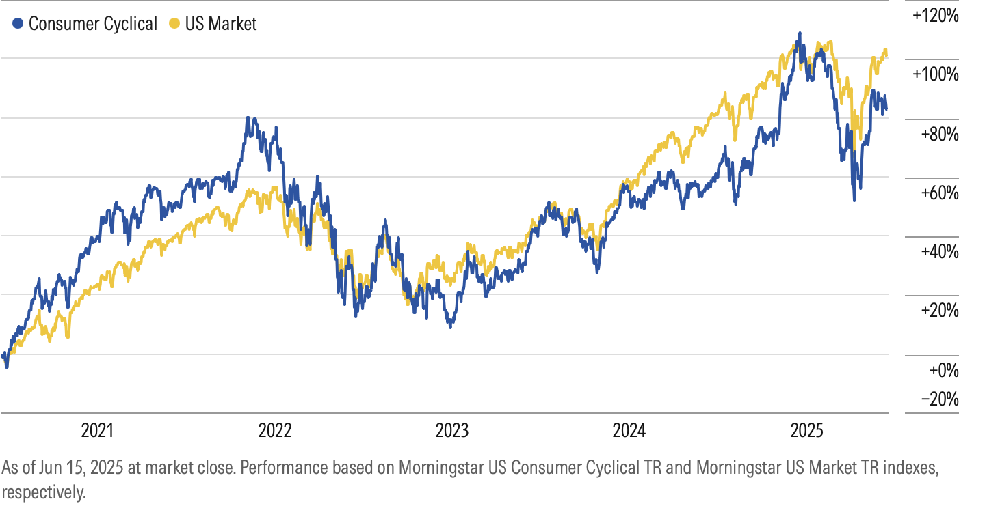 Consumer Cyclical US Market
+120%
+100%
+80%
+60%
+40%
+20%
+0%
−20%
2021 2022 2023 2024 2025
As of Jun 15, 2025 at market close. Performance based on Morningstar US Consumer Cyclical TR and Morningstar US Market TR indexes,
respectively.